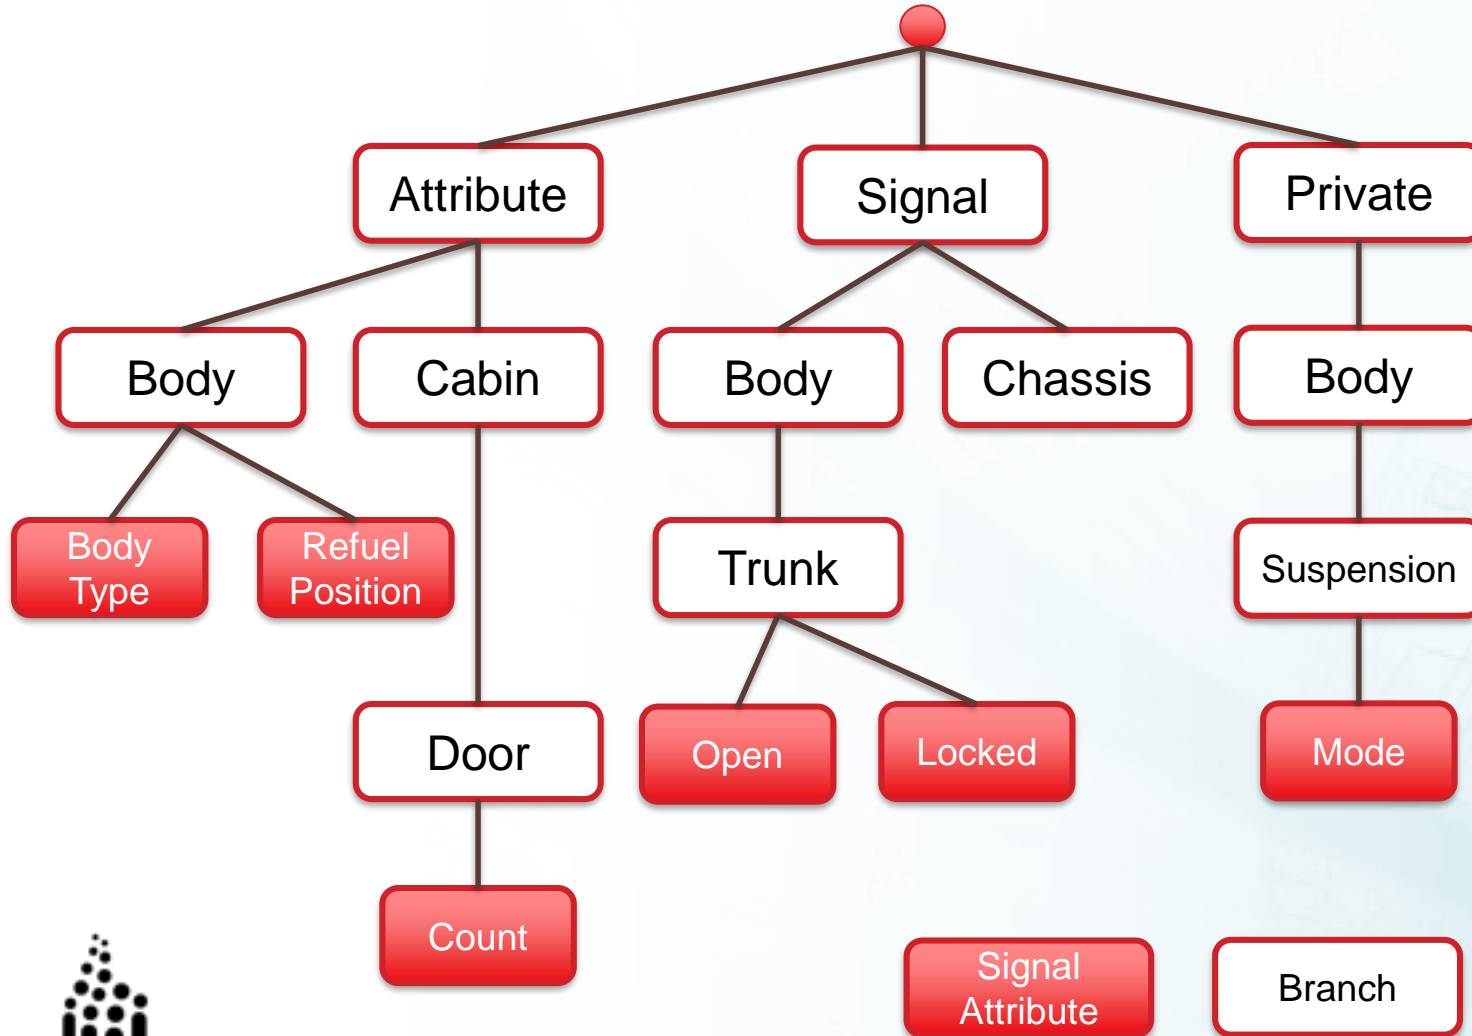 Attribute
Signal
Private
Body
Cabin
Body
Chassis
Body
Body
Type
Refuel
Position
Trunk
Suspension
Door
Open
Locked
Mode
Count
Signal
Attribute
Branch